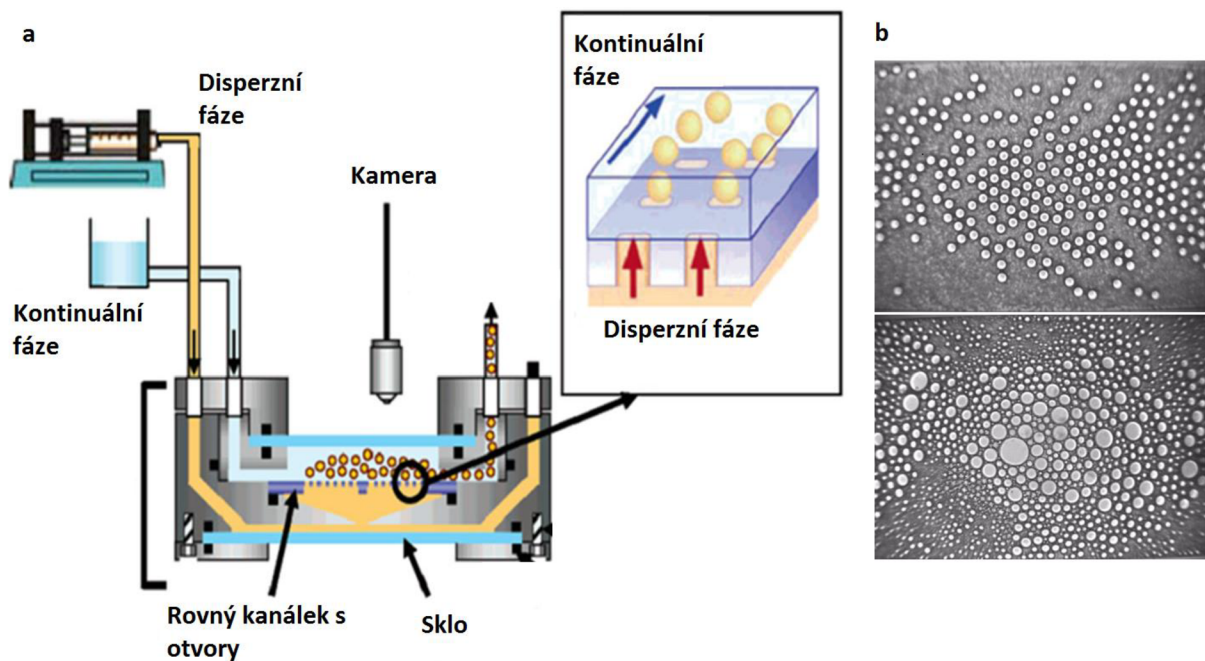 a
Disperzní
fáze
Kontinuální
fáze
Kamera
Kontinuální
fáze
Disperzní fáze
Rovný kanálek s
otvory
Sklo
b